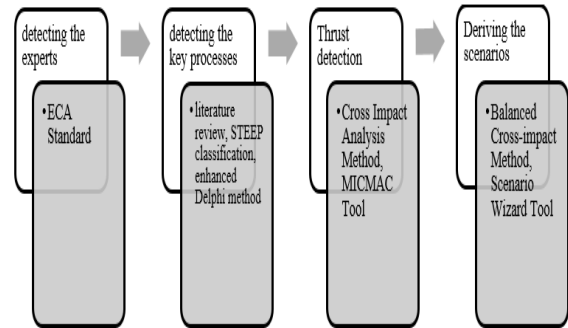 detecting the
experts
•ECA
Standard
detecting the
key processes
•literature
review, STEEP
classification,
enhanced
Delphi method
Thrust
detection
•Cross Impact
Analysis
Method,
MICMAC
Tool
Deriving the
scenarios
•Balanced
Cross-impact
Method,
Scenario
Wizard Tool